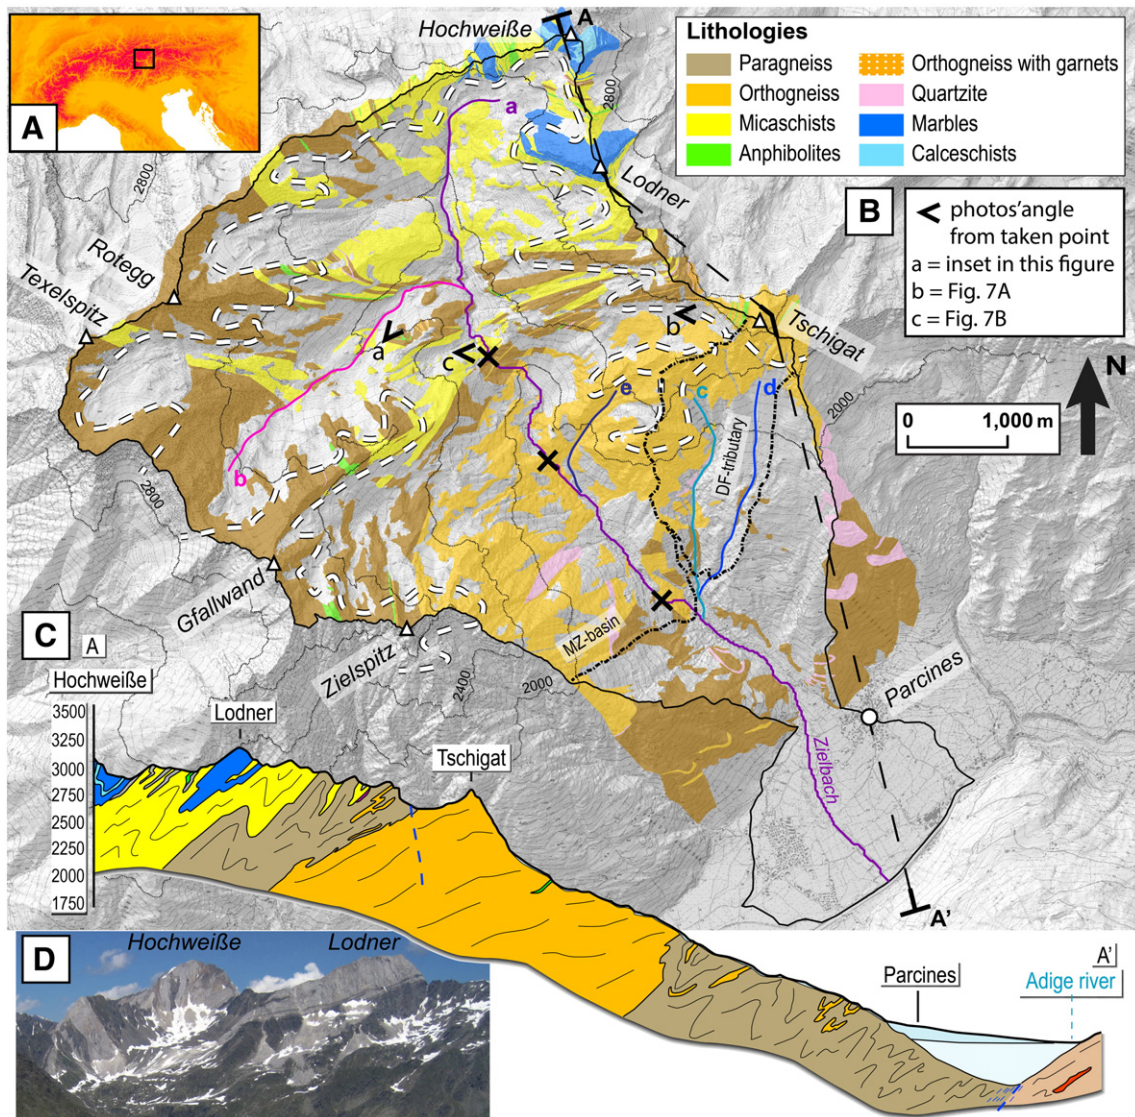 A
Hochweiße
A
2800
Lithologies
Paragneiss
Orthogneiss
Micaschists
Anphibolites
Orthogneiss with garnets
Quartzite
Marbles
Calceschists
B
photos'angle
from taken point
a = inset in this figure
b = Fig. 7A
c = Fig. 7B
N
0
1,000 m
a
Lodner
2800
Rotegg
Texelspitz
Tschigat
b
a
c
e
c
d
2000
DF-tributary
b
2800
Gfallwand
MZ-basin
Zielspitz
2400
2000
Parcines
Zielbach
A'
C
A
Hochweiße
3500
3250
3000
2750
2500
2250
2000
1750
Lodner
Tschigat
D
Hochweiße
Lodner
Parcines
A'
Adige river